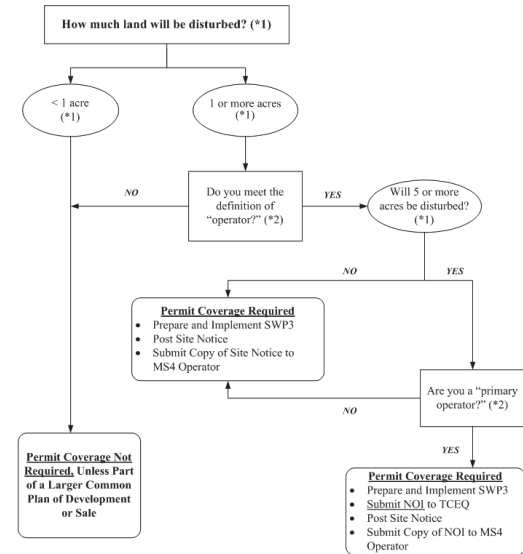 How much land will be disturbed? (*1)
< 1 acre
(*1)
1 or more acres
(*1)
NO
Do you meet the
definition of
“operator?” (*2)
YES
Will 5 or more
acres be disturbed?
(*1)
NO
YES
Permit Coverage Required
• Prepare and Implement SWP3
• Post Site Notice
• Submit Copy of Site Notice to
MS4 Operator
Are you a “primary
operator?” (*2)
NO
YES
Permit Coverage Not
Required, Unless Part
of a Larger Common
Plan of Development
or Sale
Permit Coverage Required
• Prepare and Implement SWP3
• Submit NOI to TCEQ
• Post Site Notice
• Submit Copy of NOI to MS4
Operator